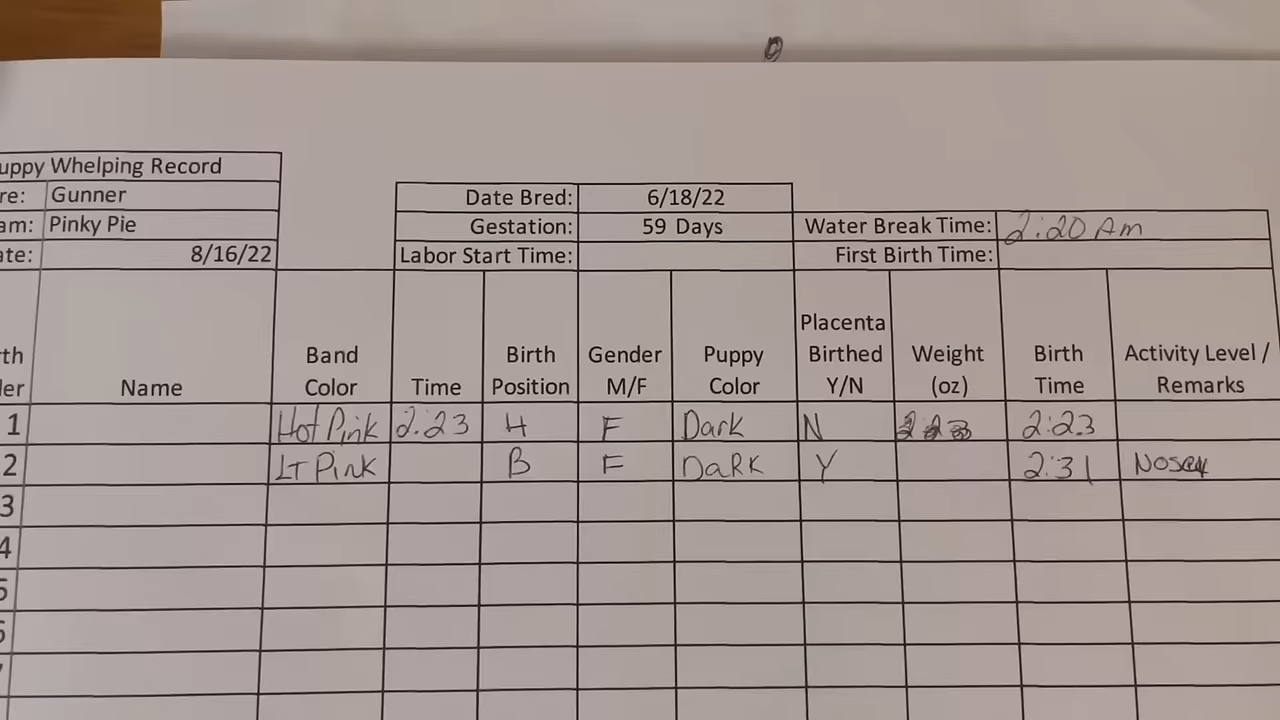 uppy Whelping Record
re: Gunner
Date Bred: 6/18/22
am: Pinky Pie
Gestation: 59 Days
Water Break Time: 2:20 Am
ate: 8/16/22
Labor Start Time:
First Birth Time:
rth
er
Name
Band
Color
Time
Birth
Position
Gender
M/F
Puppy
Color
Placenta
Birthed
Y/N
Weight
(oz)
Birth
Time
Activity Level /
Remarks
1 Hot Pink 2:23 H F Dark N 2:23
2 LT Pink B F DaRK Y 2:31 Nosey
3
4
5
6